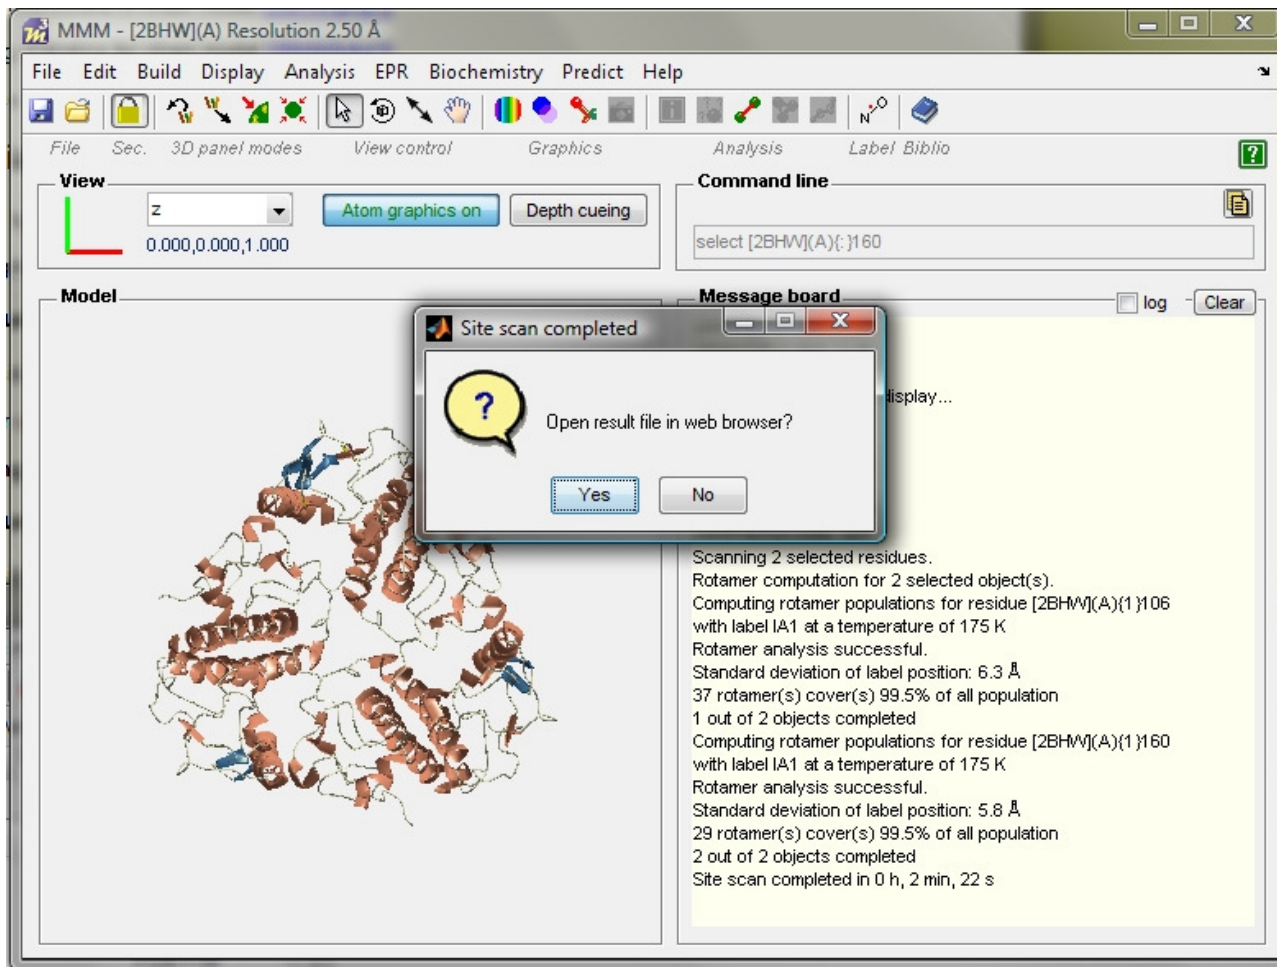 MMM - [2BHW](A) Resolution 2.50 Å
File Edit Build Display Analysis EPR Biochemistry Predict Help
File Sec. 3D panel modes View control Graphics Analysis Label Biblio
View
z
Atom graphics on
Depth cueing
0.000,0.000,1.000
Command line
select [2BHW](A){:}160
Model
Message board
log
Clear
Site scan completed
Open result file in web browser?
Yes
No
display...
Scanning 2 selected residues.
Rotamer computation for 2 selected object(s).
Computing rotamer populations for residue [2BHW](A){1}106
with label IA1 at a temperature of 175 K
Rotamer analysis successful.
Standard deviation of label position: 6.3 Å
37 rotamer(s) cover(s) 99.5% of all population
1 out of 2 objects completed
Computing rotamer populations for residue [2BHW](A){1}160
with label IA1 at a temperature of 175 K
Rotamer analysis successful.
Standard deviation of label position: 5.8 Å
29 rotamer(s) cover(s) 99.5% of all population
2 out of 2 objects completed
Site scan completed in 0 h, 2 min, 22 s